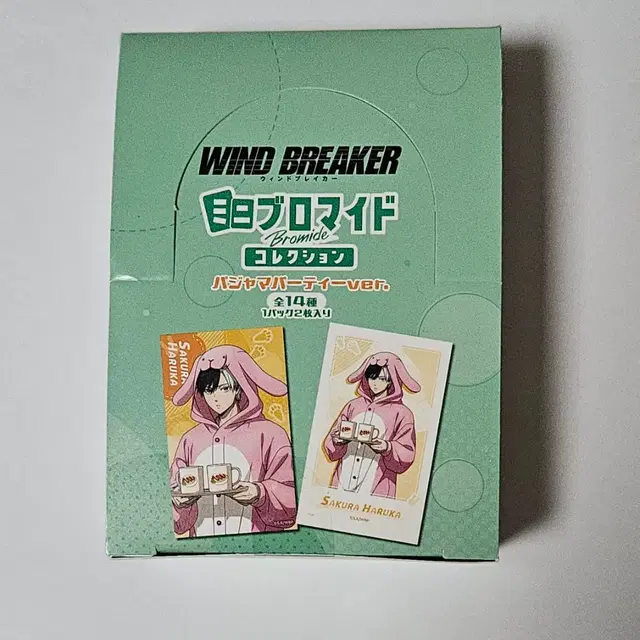 WIND BREAKER
ウィンドブレイカー
ブロマイド
Bromide
コレクション
パジャマパーティーver.
全14種
1パック2枚入り
SAKURA
HARUKA
SAKURA HARUKA